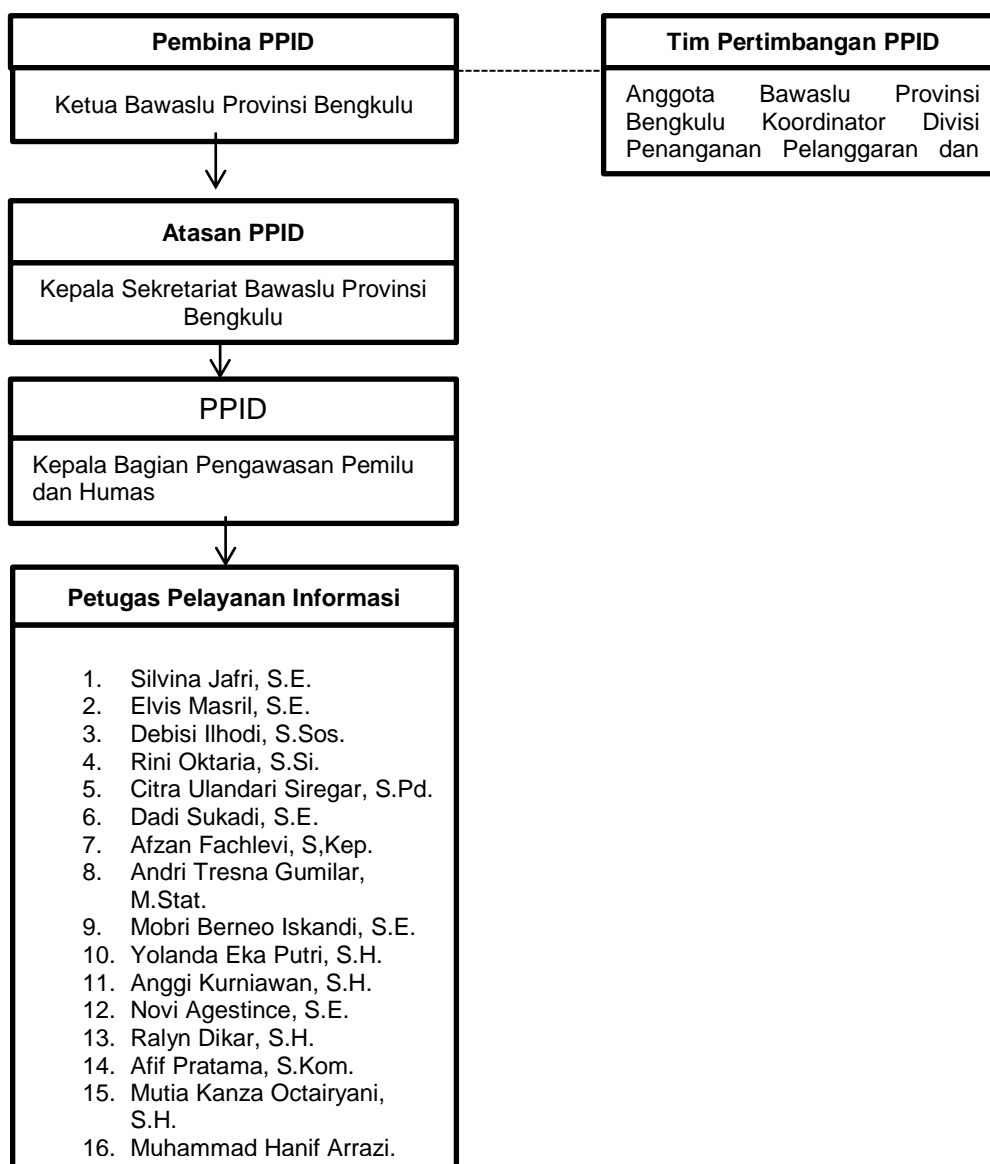 Pembina PPID
Ketua Bawaslu Provinsi Bengkulu
Tim Pertimbangan PPID
Anggota Bawaslu Provinsi
Bengkulu Koordinator Divisi
Penanganan Pelanggaran dan
Atasan PPID
Kepala Sekretariat Bawaslu Provinsi
Bengkulu
PPID
Kepala Bagian Pengawasan Pemilu
dan Humas
Petugas Pelayanan Informasi
1. Silvina Jafri, S.E.
2. Elvis Masril, S.E.
3. Debisi Ilhodi, S.Sos.
4. Rini Oktaria, S.Si.
5. Citra Ulandari Siregar, S.Pd.
6. Dadi Sukadi, S.E.
7. Afzan Fachlevi, S,Kep.
8. Andri Tresna Gumilar,
M.Stat.
9. Mobri Berneo Iskandi, S.E.
10. Yolanda Eka Putri, S.H.
11. Anggi Kurniawan, S.H.
12. Novi Agestince, S.E.
13. Ralyn Dikar, S.H.
14. Afif Pratama, S.Kom.
15. Mutia Kanza Octairyani,
S.H.
16. Muhammad Hanif Arrazi.